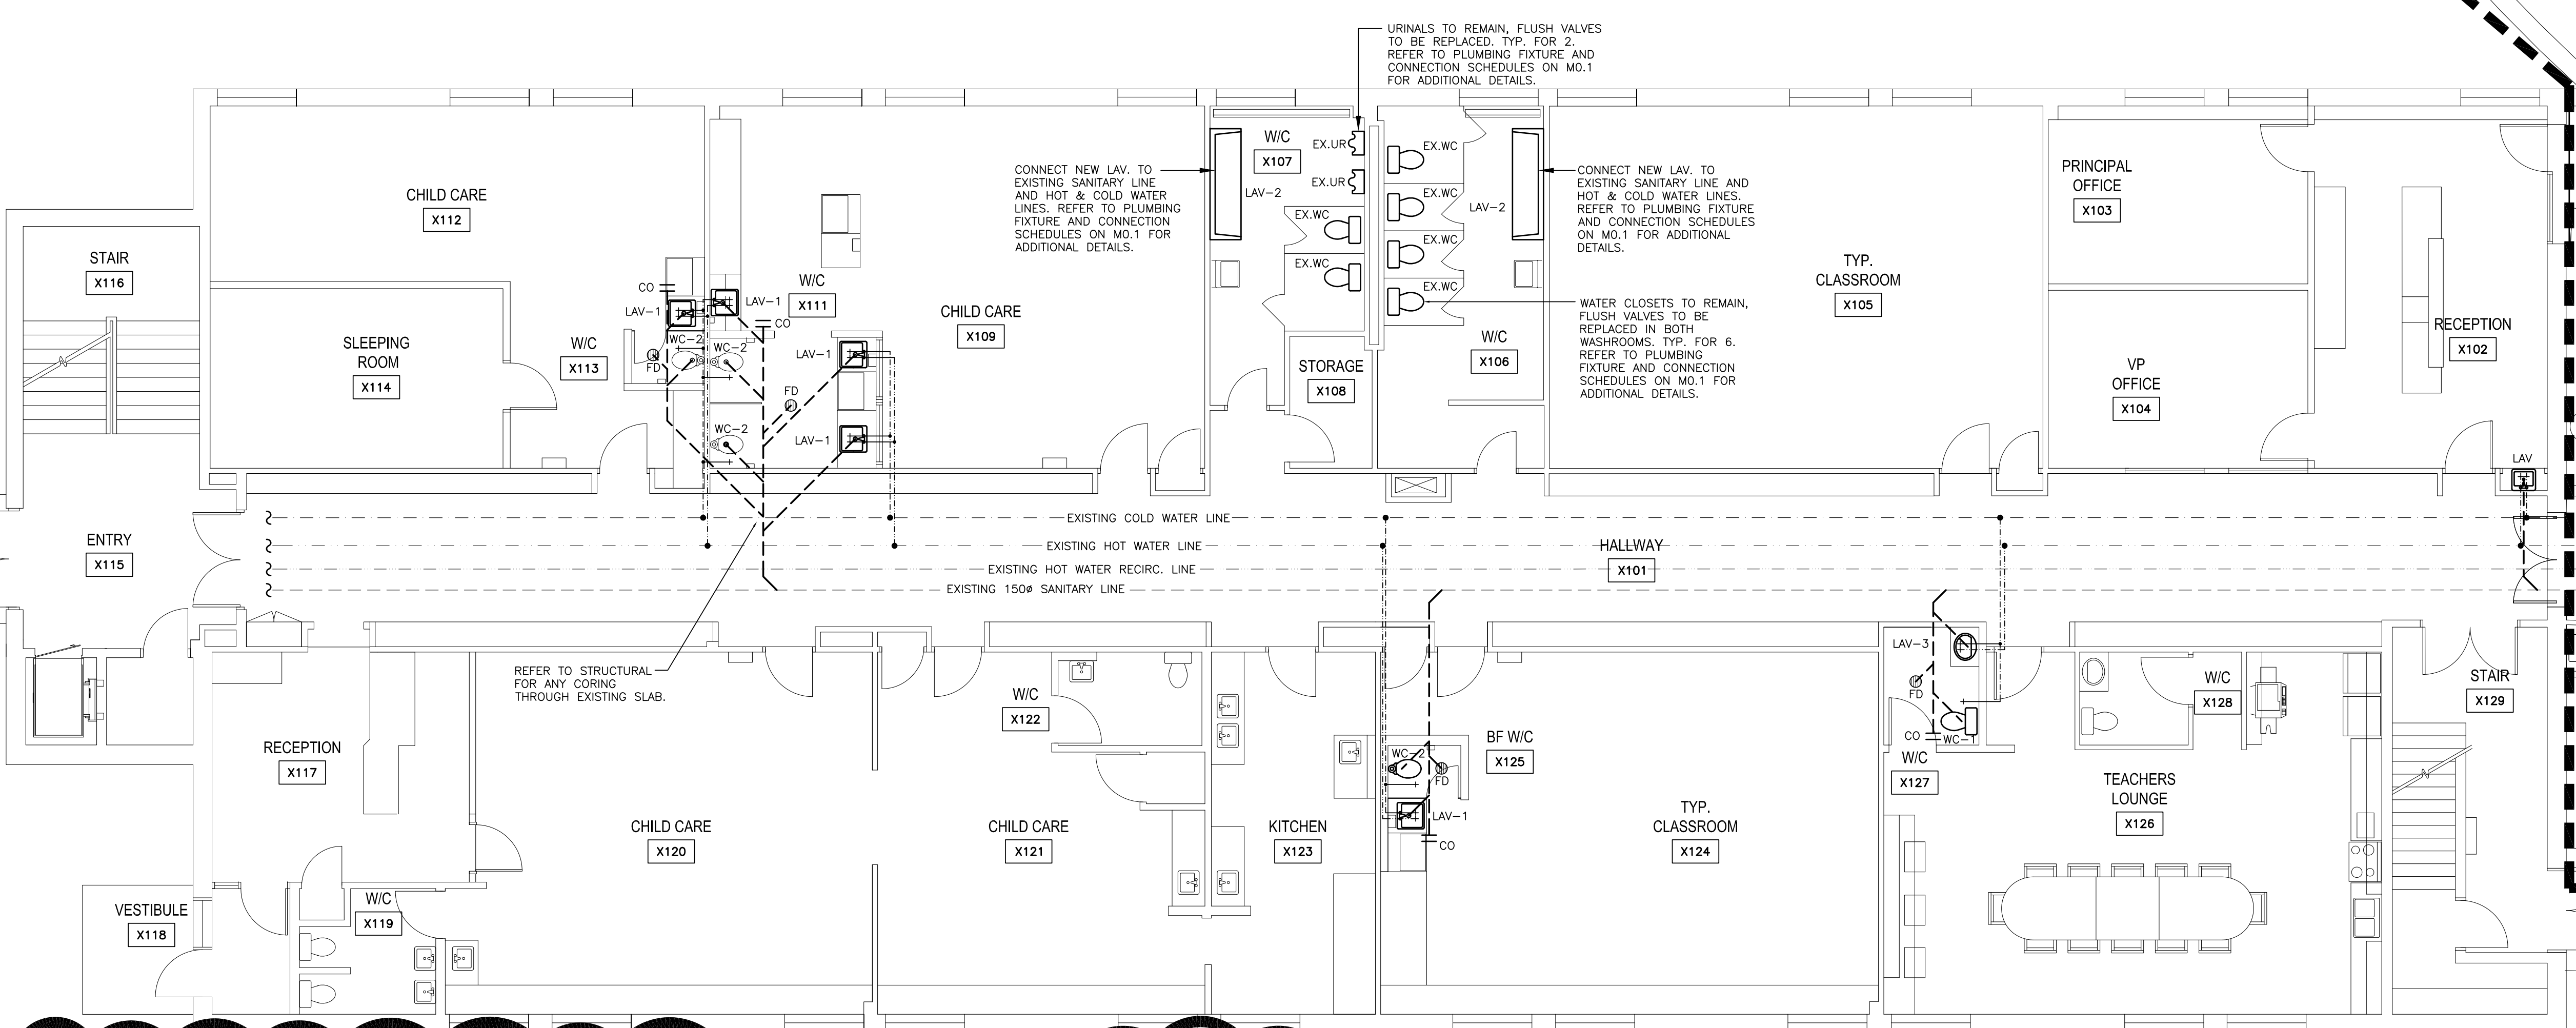 URINALS TO REMAIN, FLUSH VALVES
TO BE REPLACED. TYP. FOR 2.
REFER TO PLUMBING FIXTURE AND
CONNECTION SCHEDULES ON M0.1
FOR ADDITIONAL DETAILS.
CHILD CARE
X112
STAIR
X116
SLEEPING
ROOM
X114
W/C
X113
CO
LAV-1
WC-2
FD
LAV-1
W/C
X111
CO
WC-2
LAV-1
FD
WC-2
LAV-1
CHILD CARE
X109
CONNECT NEW LAV. TO
EXISTING SANITARY LINE
AND HOT & COLD WATER
LINES. REFER TO PLUMBING
FIXTURE AND CONNECTION
SCHEDULES ON M0.1 FOR
ADDITIONAL DETAILS.
W/C
X107
LAV-2
EX.UR
EX.UR
EX.WC
EX.WC
STORAGE
X108
EX.WC
EX.WC
EX.WC
EX.WC
LAV-2
W/C
X106
CONNECT NEW LAV. TO
EXISTING SANITARY LINE AND
HOT & COLD WATER LINES.
REFER TO PLUMBING FIXTURE
AND CONNECTION SCHEDULES
ON M0.1 FOR ADDITIONAL
DETAILS.
WATER CLOSETS TO REMAIN,
FLUSH VALVES TO BE
REPLACED IN BOTH
WASHROOMS. TYP. FOR 6.
REFER TO PLUMBING
FIXTURE AND CONNECTION
SCHEDULES ON M0.1 FOR
ADDITIONAL DETAILS.
TYP.
CLASSROOM
X105
PRINCIPAL
OFFICE
X103
VP
OFFICE
X104
RECEPTION
X102
LAV
ENTRY
X115
EXISTING COLD WATER LINE
EXISTING HOT WATER LINE
EXISTING HOT WATER RECIRC. LINE
EXISTING 150ø SANITARY LINE
HALLWAY
X101
REFER TO STRUCTURAL
FOR ANY CORING
THROUGH EXISTING SLAB.
RECEPTION
X117
VESTIBULE
X118
W/C
X119
CHILD CARE
X120
W/C
X122
CHILD CARE
X121
KITCHEN
X123
WC-2
FD
LAV-1
CO
BF W/C
X125
TYP.
CLASSROOM
X124
LAV-3
FD
CO
WC-1
W/C
X127
W/C
X128
TEACHERS
LOUNGE
X126
STAIR
X129